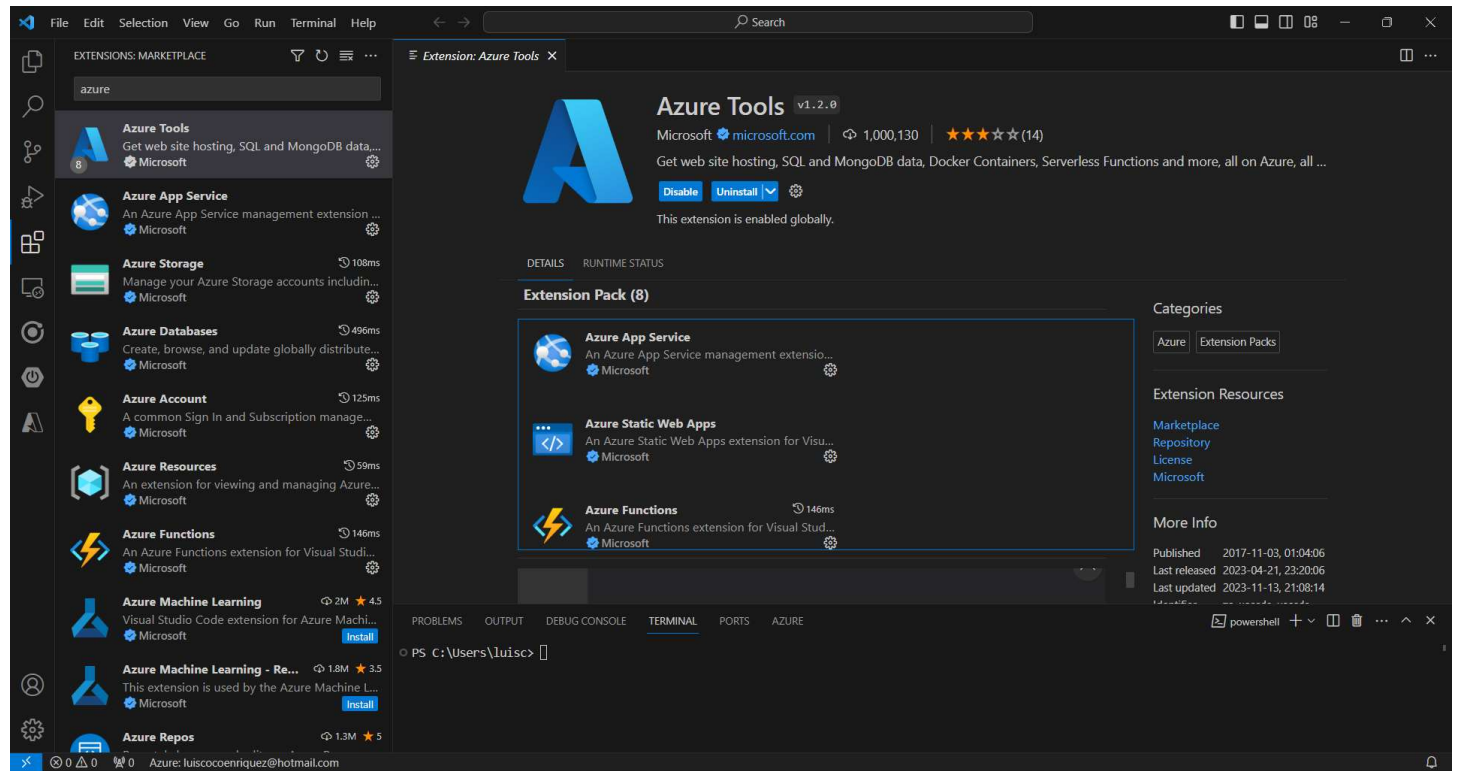 File Edit Selection View Go Run Terminal Help
Search
EXTENSIONS: MARKETPLACE
azure
Azure Tools
Get web site hosting, SQL and MongoDB data,...
Microsoft
8
Azure App Service
An Azure App Service management extension ...
Microsoft
Azure Storage 108ms
Manage your Azure Storage accounts includin...
Microsoft
Azure Databases 496ms
Create, browse, and update globally distribute...
Microsoft
Azure Account 125ms
A common Sign In and Subscription manage...
Microsoft
Azure Resources 59ms
An extension for viewing and managing Azure...
Microsoft
Azure Functions 146ms
An Azure Functions extension for Visual Studi...
Microsoft
Azure Machine Learning 2M ★ 4.5
Visual Studio Code extension for Azure Machi...
Microsoft Install
Azure Machine Learning - Re... 1.8M ★ 3.5
This extension is used by the Azure Machine L...
Microsoft Install
Azure Repos 1.3M ★ 5
Extension: Azure Tools
Azure Tools v1.2.0
Microsoft microsoft.com | 1,000,130 | ★★★☆☆(14)
Get web site hosting, SQL and MongoDB data, Docker Containers, Serverless Functions and more, all on Azure, all ...
Disable Uninstall
This extension is enabled globally.
DETAILS RUNTIME STATUS
Extension Pack (8)
Azure App Service
An Azure App Service management extensio...
Microsoft
Azure Static Web Apps
An Azure Static Web Apps extension for Visu...
Microsoft
Azure Functions 146ms
An Azure Functions extension for Visual Stud...
Microsoft
Categories
Azure Extension Packs
Extension Resources
Marketplace
Repository
License
Microsoft
More Info
Published 2017-11-03, 01:04:06
Last released 2023-04-21, 23:20:06
Last updated 2023-11-13, 21:08:14
PROBLEMS OUTPUT DEBUG CONSOLE TERMINAL PORTS AZURE
powershell
PS C:\Users\luisc>
0 0 0 Azure: luiscocoenriquez@hotmail.com